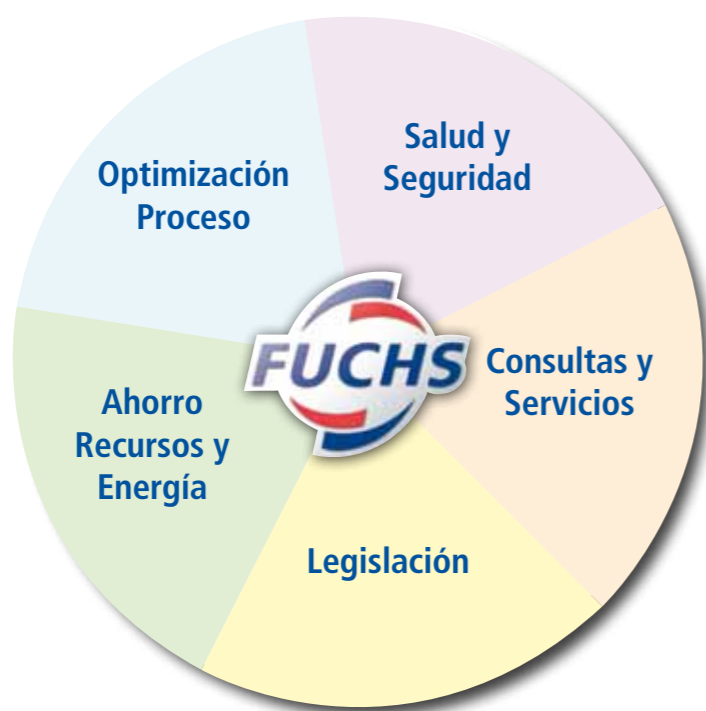 Salud y
Seguridad
Optimización
Proceso
FUCHS
Consultas y
Servicios
Ahorro
Recursos y
Energía
Legislación